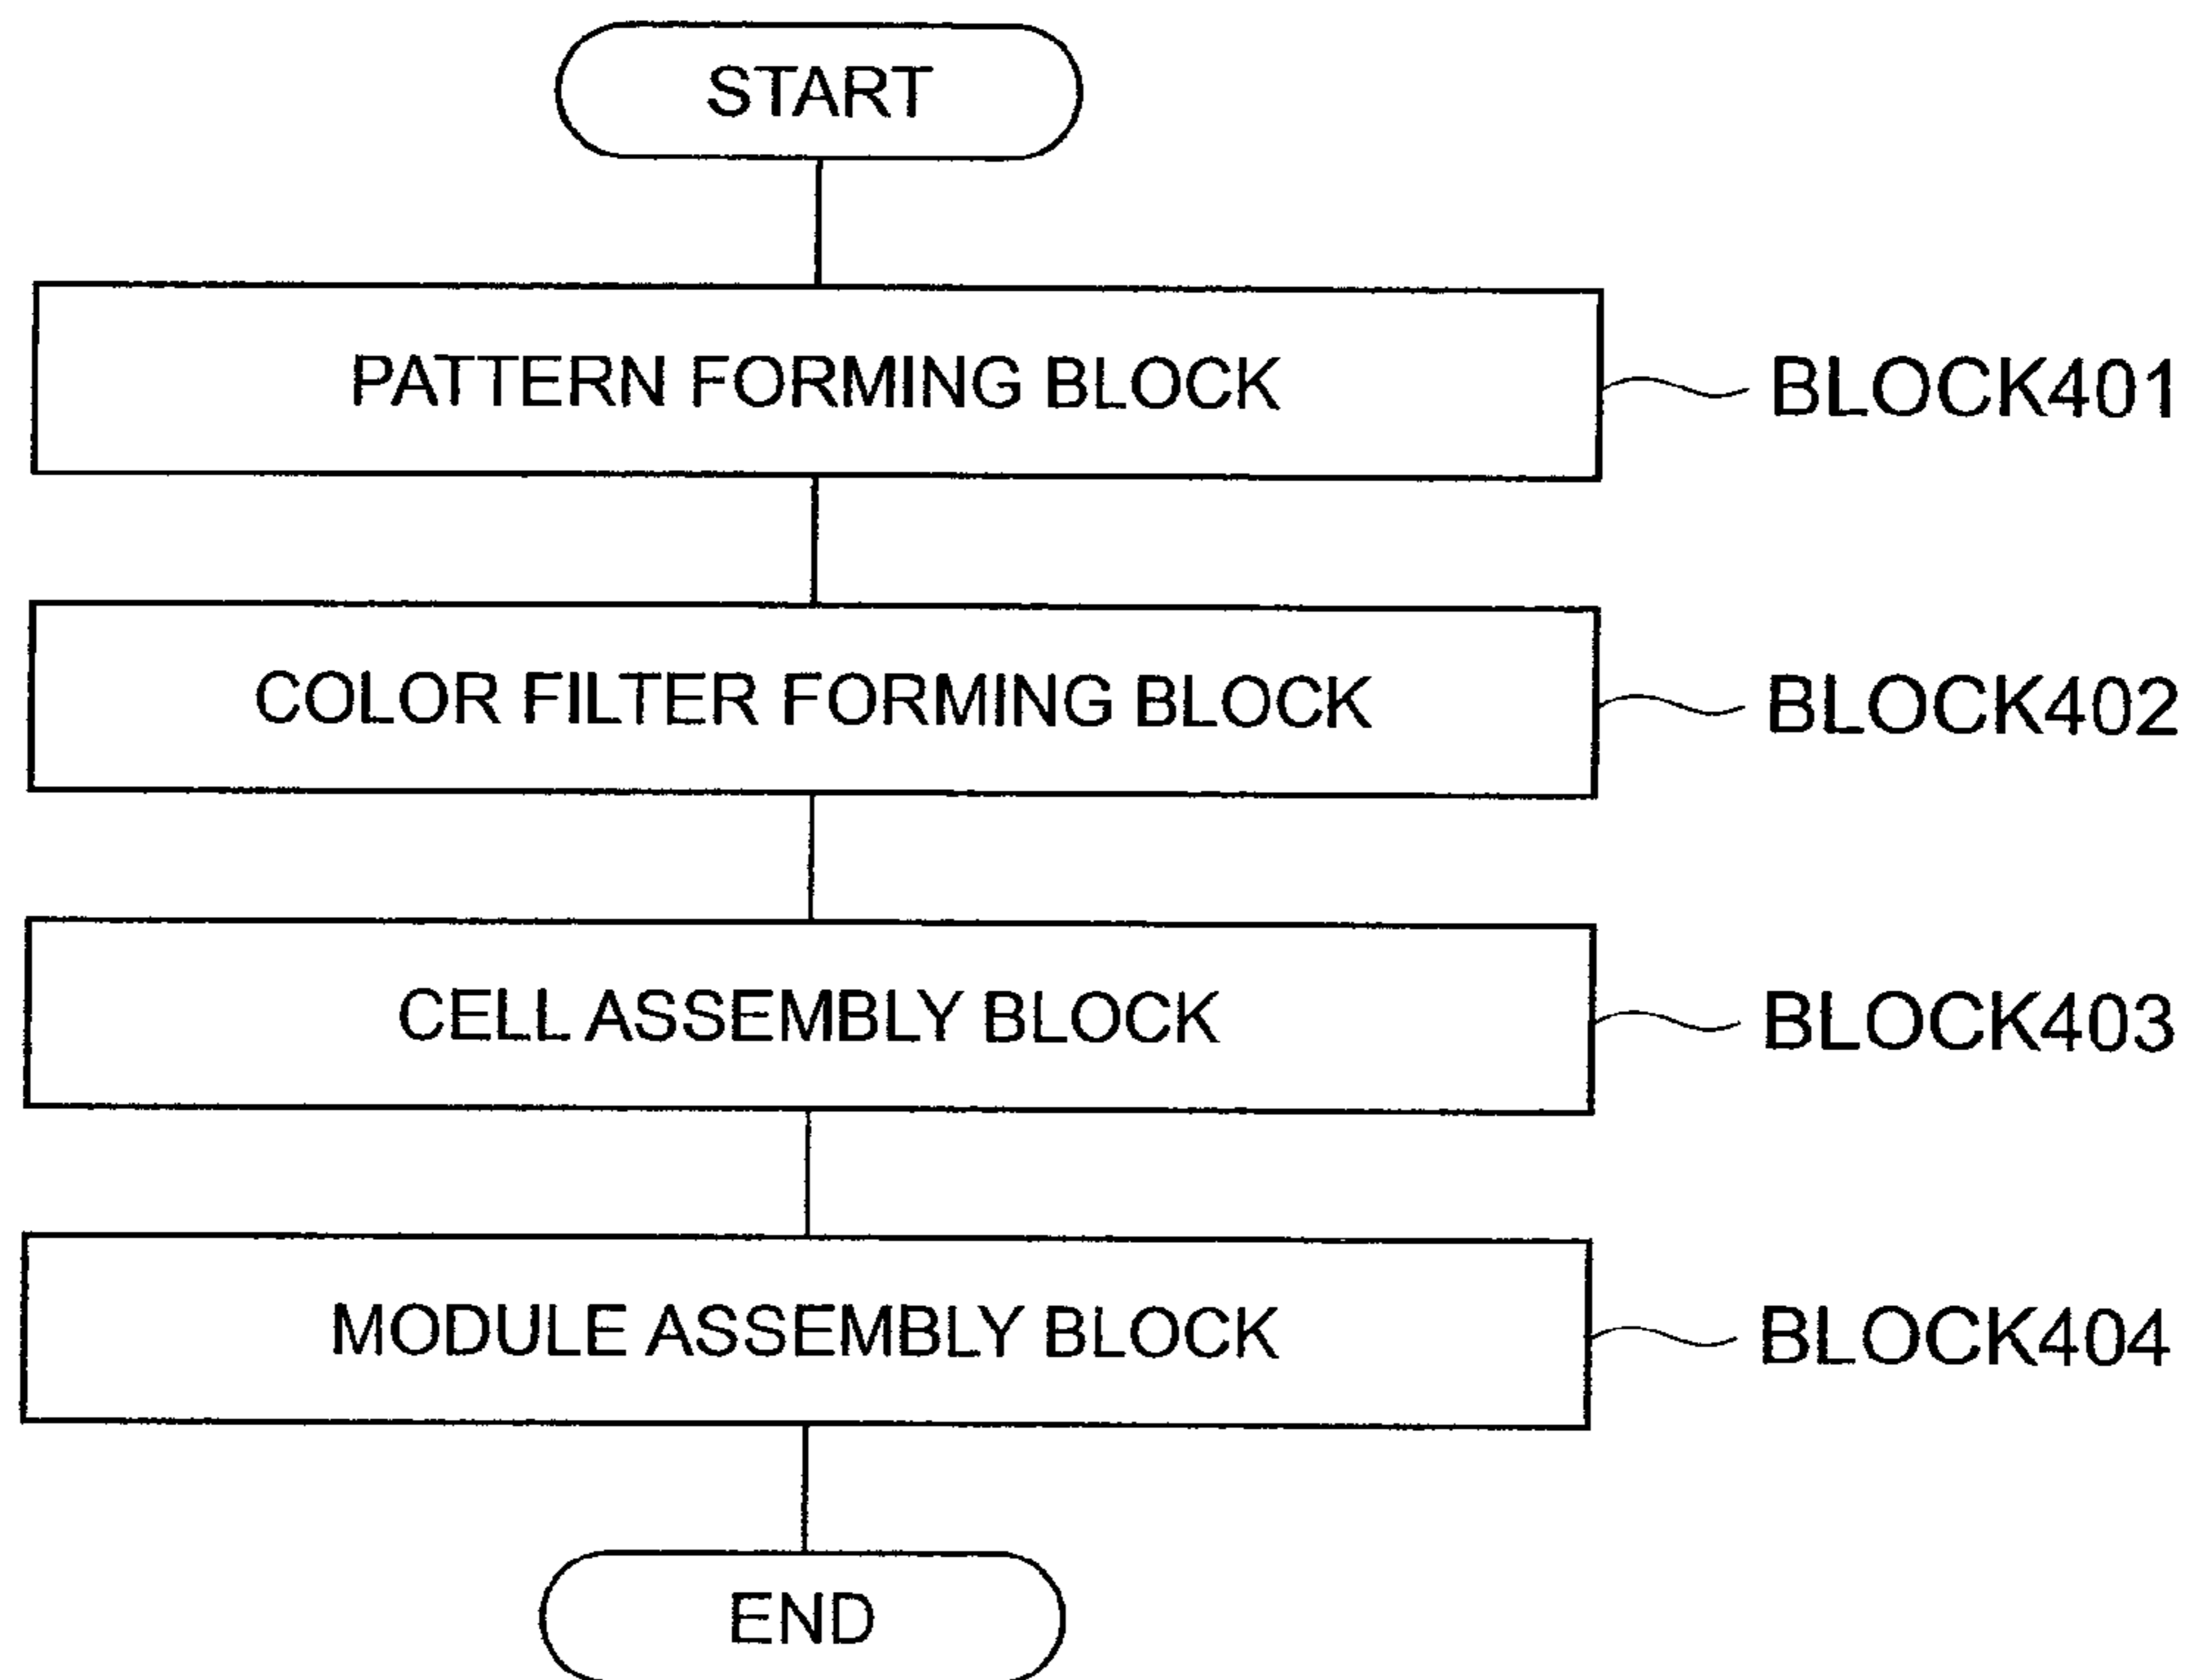 START
PATTERN FORMING BLOCK
BLOCK401
COLOR FILTER FORMING BLOCK
BLOCK402
CELL ASSEMBLY BLOCK
BLOCK403
MODULE ASSEMBLY BLOCK
BLOCK404
END